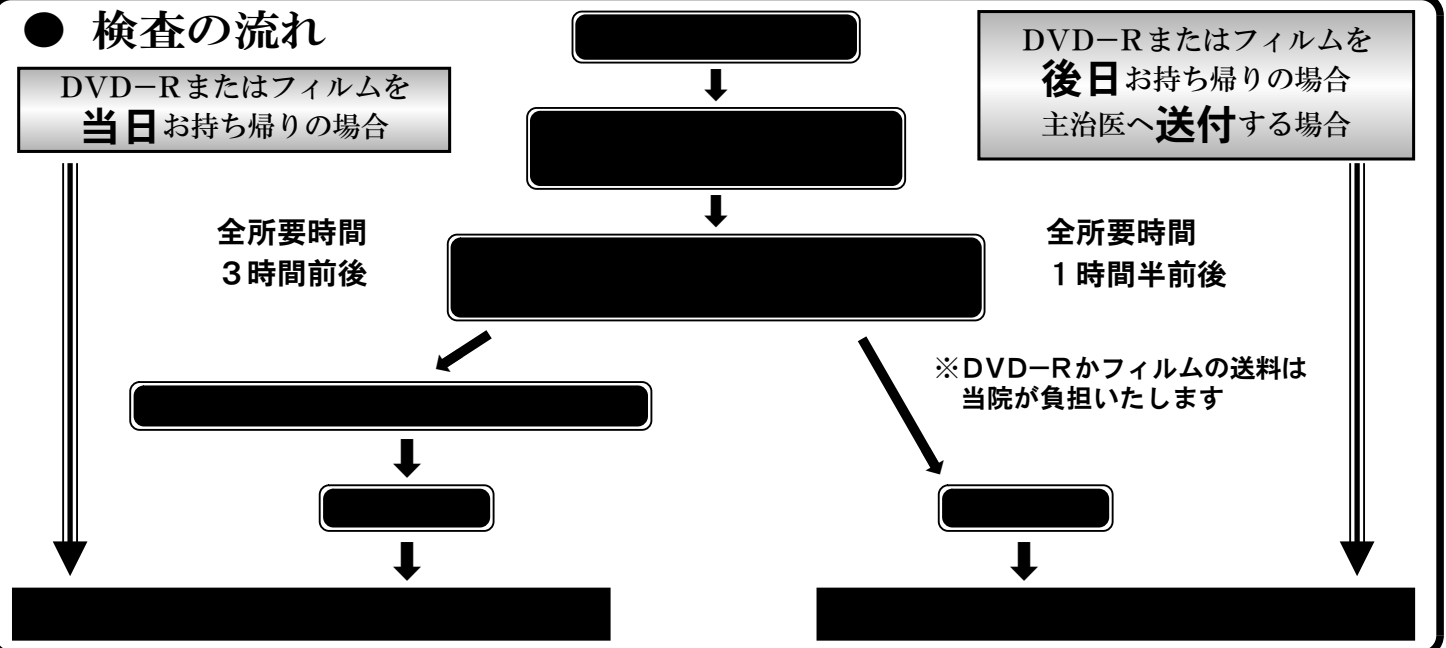 ● 検査の流れ
DVD−Rまたはフィルムを
当日お持ち帰りの場合
DVD−Rまたはフィルムを
後日お持ち帰りの場合
主治医へ送付する場合
全所要時間
3時間前後
全所要時間
1時間半前後
※DVD−Rかフィルムの送料は
当院が負担いたします